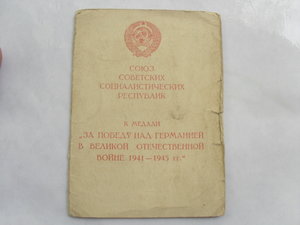 СОЮЗ
СОВЕТСКИХ
СОЦИАЛИСТИЧЕСКИХ
РЕСПУБЛИК
К МЕДАЛИ
„ЗА ПОБЕДУ НАД ГЕРМАНИЕЙ
В ВЕЛИКОЙ ОТЕЧЕСТВЕННОЙ
ВОЙНЕ 1941—1945 гг."